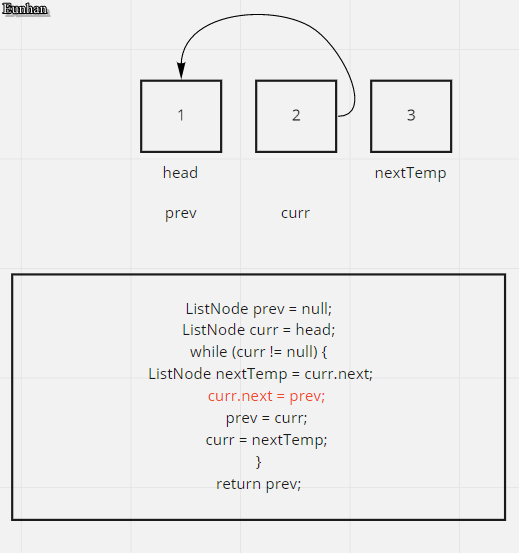 Eunhan
1 2 3
head nextTemp
prev curr
ListNode prev = null;
ListNode curr = head;
while (curr != null) {
ListNode nextTemp = curr.next;
curr.next = prev;
prev = curr;
curr = nextTemp;
}
return prev;